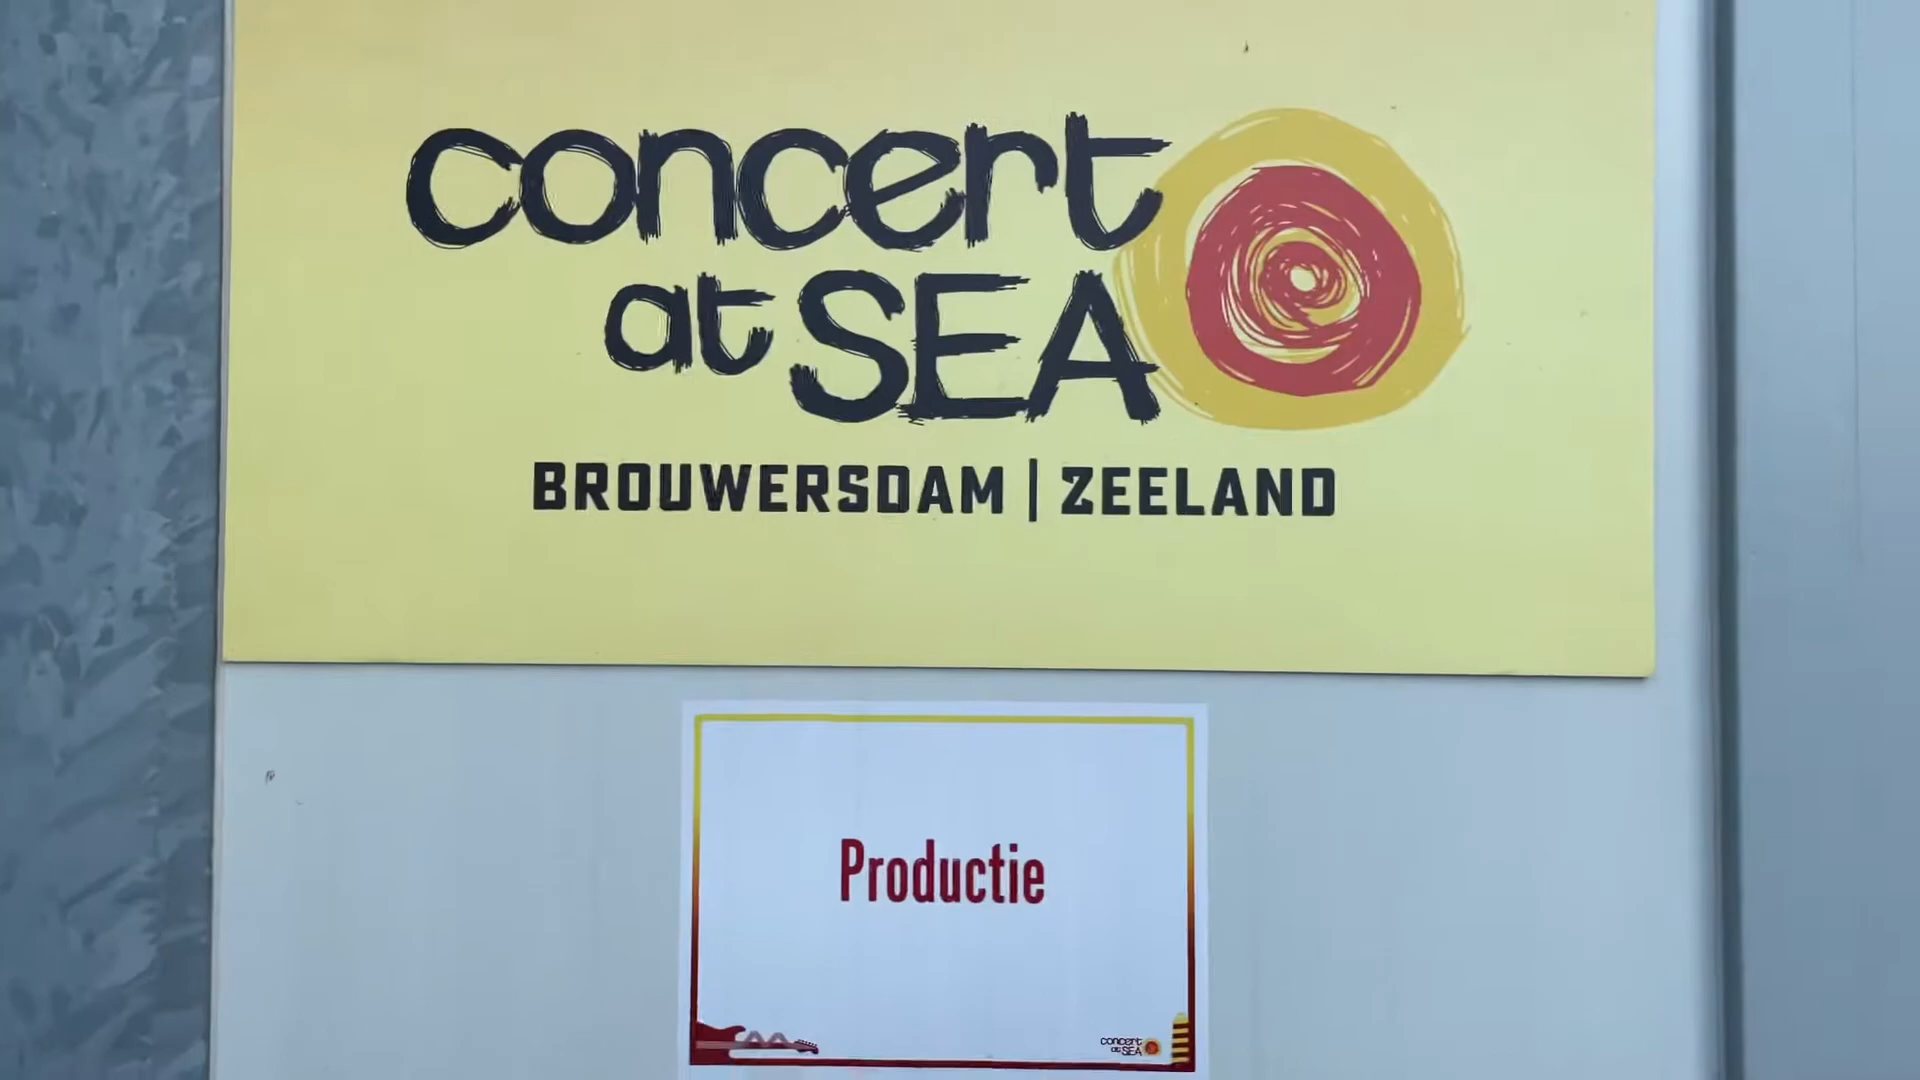 concert
at SEA
BROUWERSDAM | ZEELAND
Productie
concert
at SEA